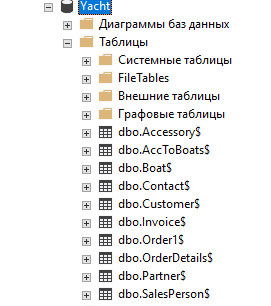 Yacht
Диаграммы баз данных
Таблицы
Системные таблицы
FileTables
Внешние таблицы
Графовые таблицы
dbo.Accessory$
dbo.AccToBoats$
dbo.Boat$
dbo.Contact$
dbo.Customer$
dbo.Invoice$
dbo.Order1$
dbo.OrderDetails$
dbo.Partner$
dbo.SalesPerson$